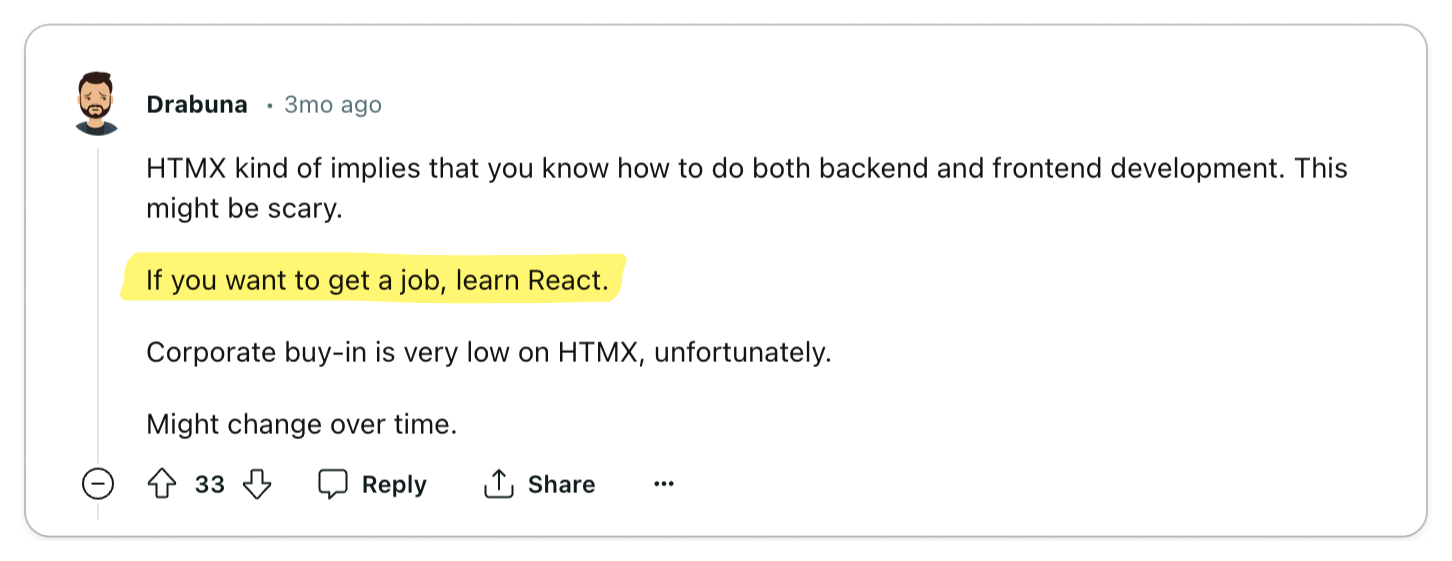 Drabuna • 3mo ago
HTMX kind of implies that you know how to do both backend and frontend development. This
might be scary.
If you want to get a job, learn React.
Corporate buy-in is very low on HTMX, unfortunately.
Might change over time.
33 Reply Share ...